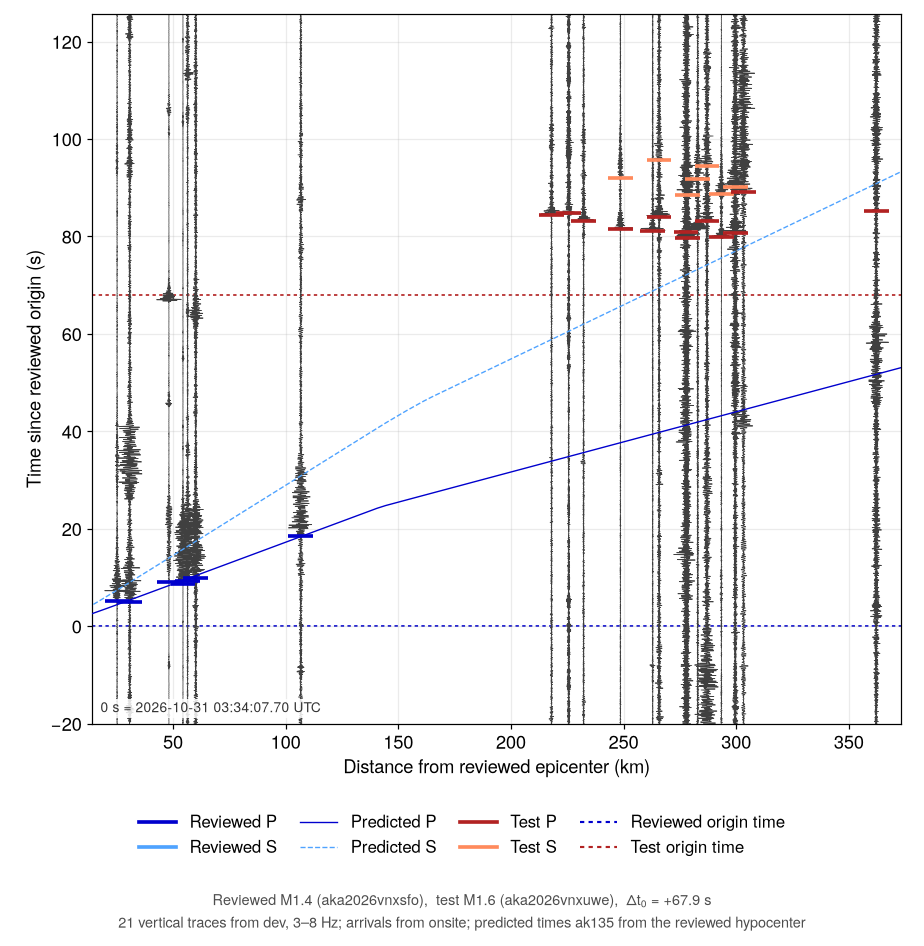 120
100
80
60
40
20
0
−20
Time since reviewed origin (s)
0 s = 2026-10-31 03:34:07.70 UTC
50 100 150 200 250 300 350
Distance from reviewed epicenter (km)
Reviewed P Predicted P Test P Reviewed origin time
Reviewed S Predicted S Test S Test origin time
Reviewed M1.4 (aka2026vnxsfo), test M1.6 (aka2026vnxuwe), Δt₀ = +67.9 s
21 vertical traces from dev, 3–8 Hz; arrivals from onsite; predicted times ak135 from the reviewed hypocenter